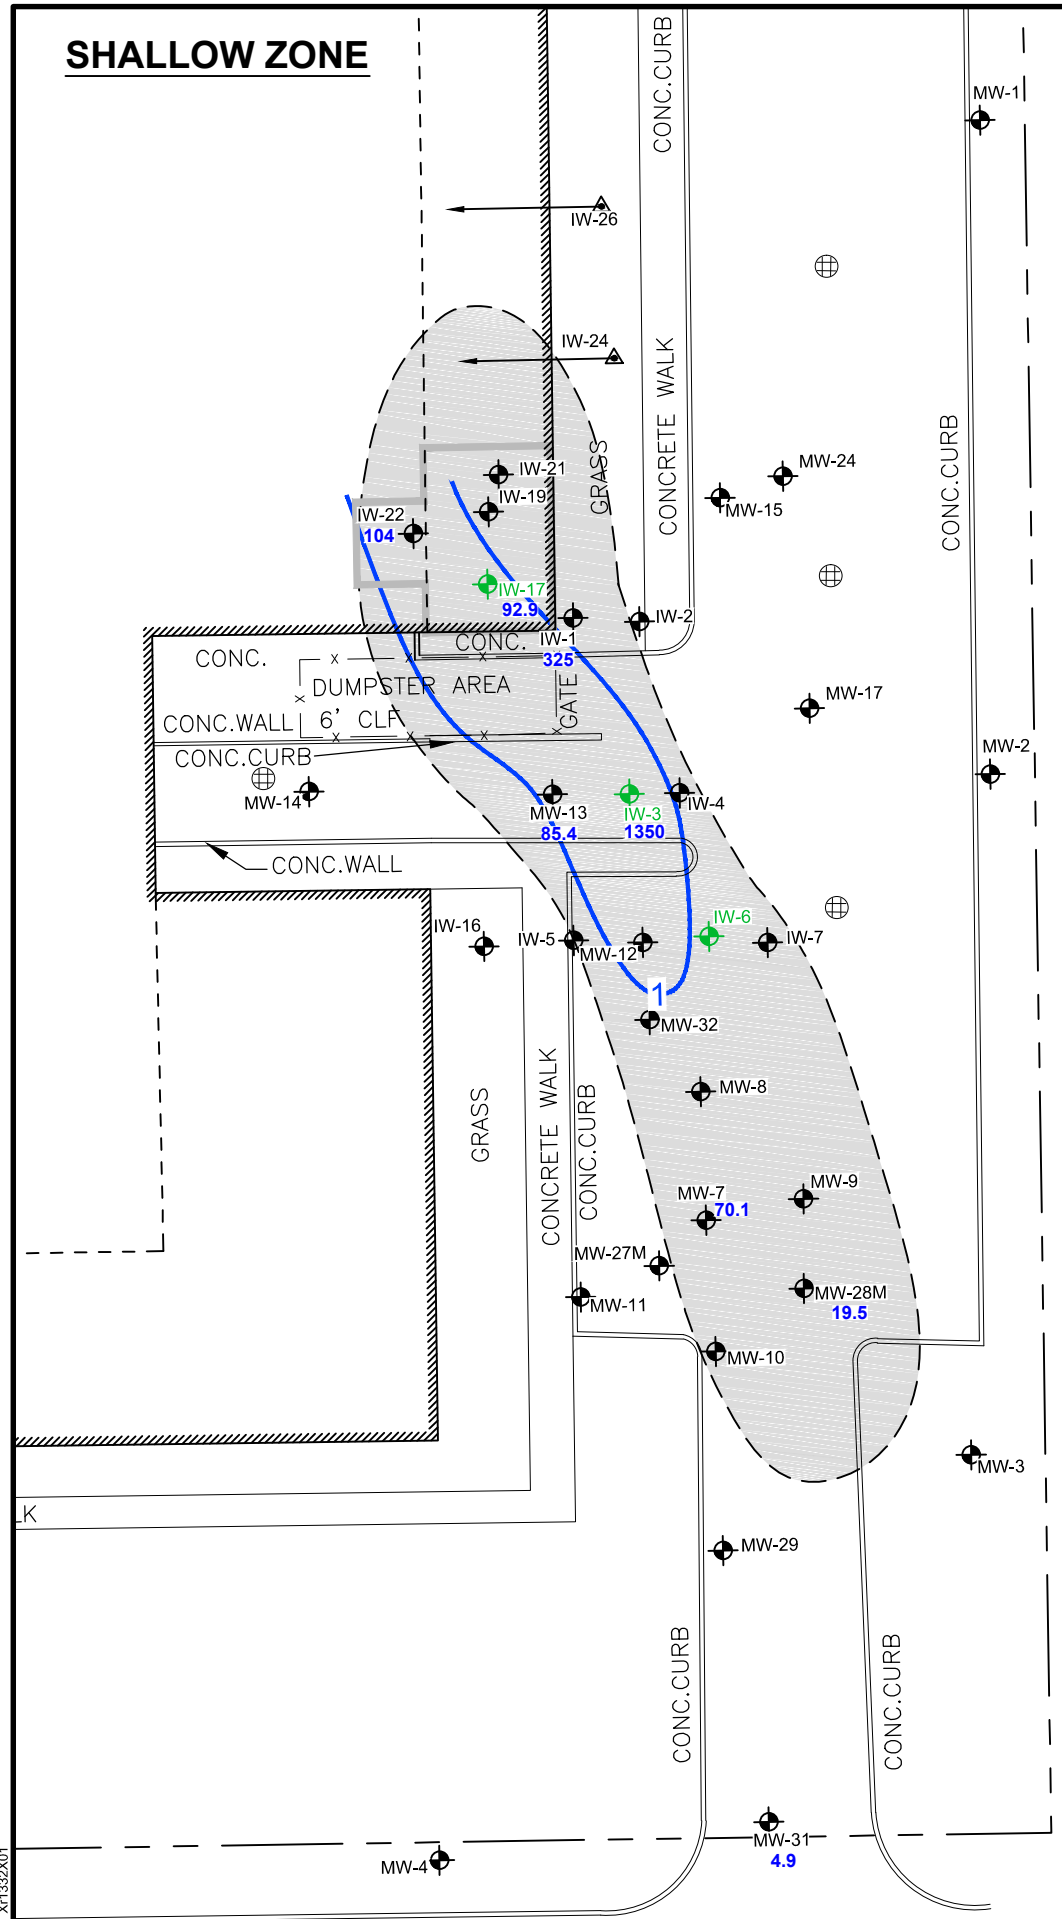 SHALLOW ZONE
CONC.CURB
MW-1
IW-26
IW-24
CONCRETE WALK
GRASS
CONC.CURB
IW-21
MW-24
IW-19
MW-15
IW-22
104
IW-17
92.9
IW-2
IW-1
325
CONC.
CONC.
DUMPSTER AREA
GATE
MW-17
CONC.WALL
6' CLF
CONC.CURB
MW-2
MW-14
MW-13
85.4
IW-3
1350
IW-4
CONC.WALL
IW-16
IW-5
MW-12
IW-6
IW-7
1
MW-32
MW-8
GRASS
CONCRETE WALK
CONC.CURB
MW-9
MW-7
70.1
MW-27M
MW-28M
19.5
MW-11
MW-10
MW-3
LK
MW-29
CONC.CURB
CONC.CURB
MW-31
4.9
MW-4